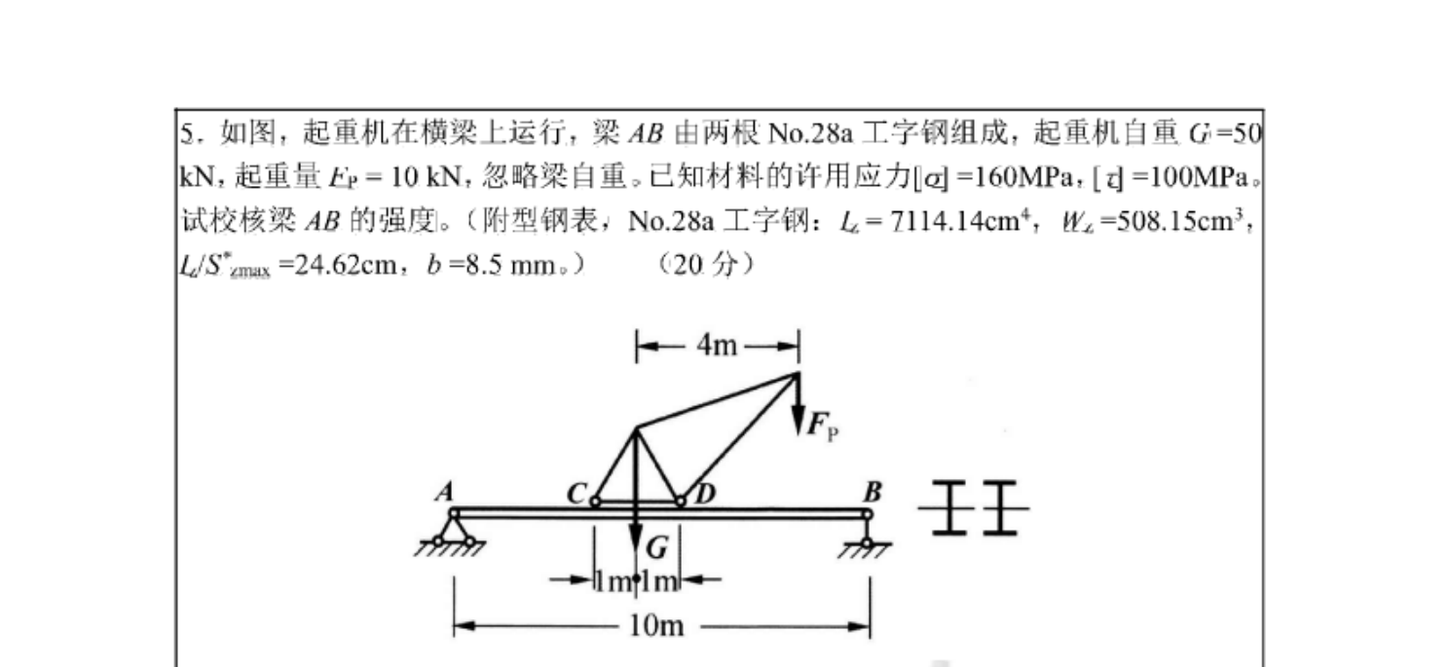 5. 如图，起重机在横梁上运行，梁 AB 由两根 No.28a 工字钢组成，起重机自重 G=50
kN，起重量 FP = 10 kN，忽略梁自重。已知材料的许用应力[σ]=160MPa，[τ]=100MPa。
试校核梁 AB 的强度。（附型钢表，No.28a 工字钢：Iz = 7114.14cm⁴， Wz =508.15cm³，
Iz/S*zmax =24.62cm，b =8.5 mm。） （20 分）
4m
FP
A C D B
G
1m 1m
10m